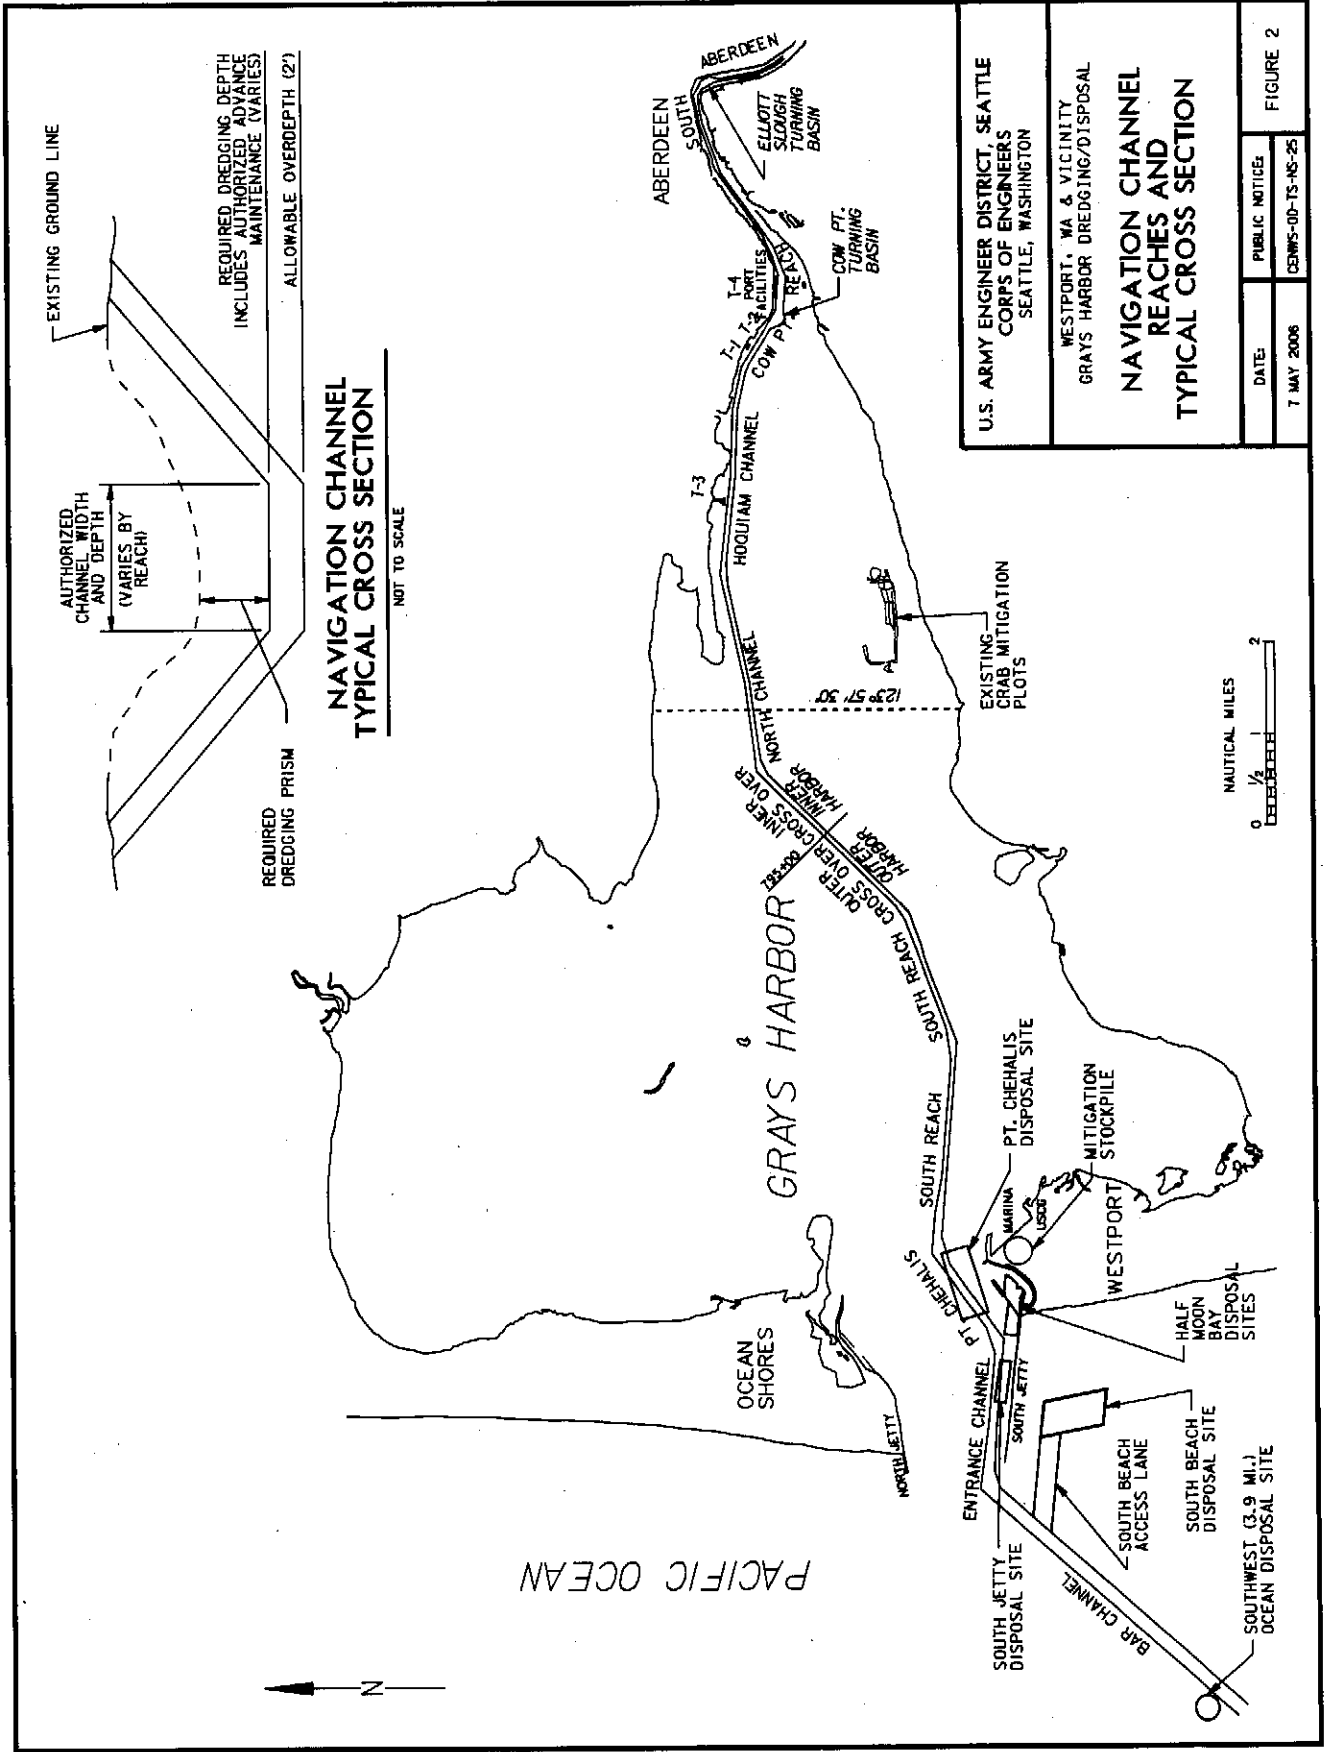 EXISTING GROUND LINE
AUTHORIZED
CHANNEL WIDTH
AND DEPTH
(VARIES BY
REACH)
REQUIRED DREDGING DEPTH
INCLUDES AUTHORIZED ADVANCE
MAINTENANCE (VARIES)
ALLOWABLE OVERDEPTH (2')
REQUIRED
DREDGING PRISM
NAVIGATION CHANNEL
TYPICAL CROSS SECTION
NOT TO SCALE
N
PACIFIC OCEAN
GRAYS HARBOR
OCEAN
SHORES
NORTH JETTY
ABERDEEN
SOUTH
ABERDEEN
ELLIOTT
SLOUGH
TURNING
BASIN
T-4
PORT
FACILITIES
T-2
T-1
COW PT.
REACH
COW PT.
TURNING
BASIN
T-3
HOQUIAM CHANNEL
NORTH CHANNEL
123° 57' 30"
EXISTING
CRAB MITIGATION
PLOTS
INNER
CROSS OVER
INNER
HARBOR
795+00
OUTER
CROSS OVER
OUTER
HARBOR
SOUTH REACH
SOUTH REACH
PT. CHEHALIS
DISPOSAL SITE
MITIGATION
STOCKPILE
MARINA
USCG
WESTPORT
PT CHEHALIS
HALF
MOON
BAY
DISPOSAL
SITES
ENTRANCE CHANNEL
SOUTH JETTY
SOUTH JETTY
DISPOSAL SITE
SOUTH BEACH
ACCESS LANE
SOUTH BEACH
DISPOSAL SITE
BAR CHANNEL
SOUTHWEST (3.9 MI.)
OCEAN DISPOSAL SITE
NAUTICAL MILES
0 1/2 1 2
U.S. ARMY ENGINEER DISTRICT, SEATTLE
CORPS OF ENGINEERS
SEATTLE, WASHINGTON
WESTPORT, WA & VICINITY
GRAYS HARBOR DREDGING/DISPOSAL
NAVIGATION CHANNEL
REACHES AND
TYPICAL CROSS SECTION
DATE:
7 MAY 2006
PUBLIC NOTICE:
CENWS-OD-TS-NS-25
FIGURE 2